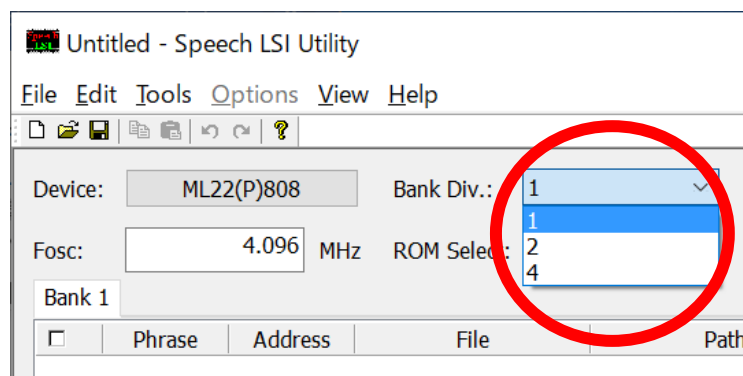 Untitled - Speech LSI Utility
File Edit Tools Options View Help
Device: ML22(P)808 Bank Div.: 1
1
Fosc: 4.096 MHz ROM Select: 2
4
Bank 1
Phrase Address File Path